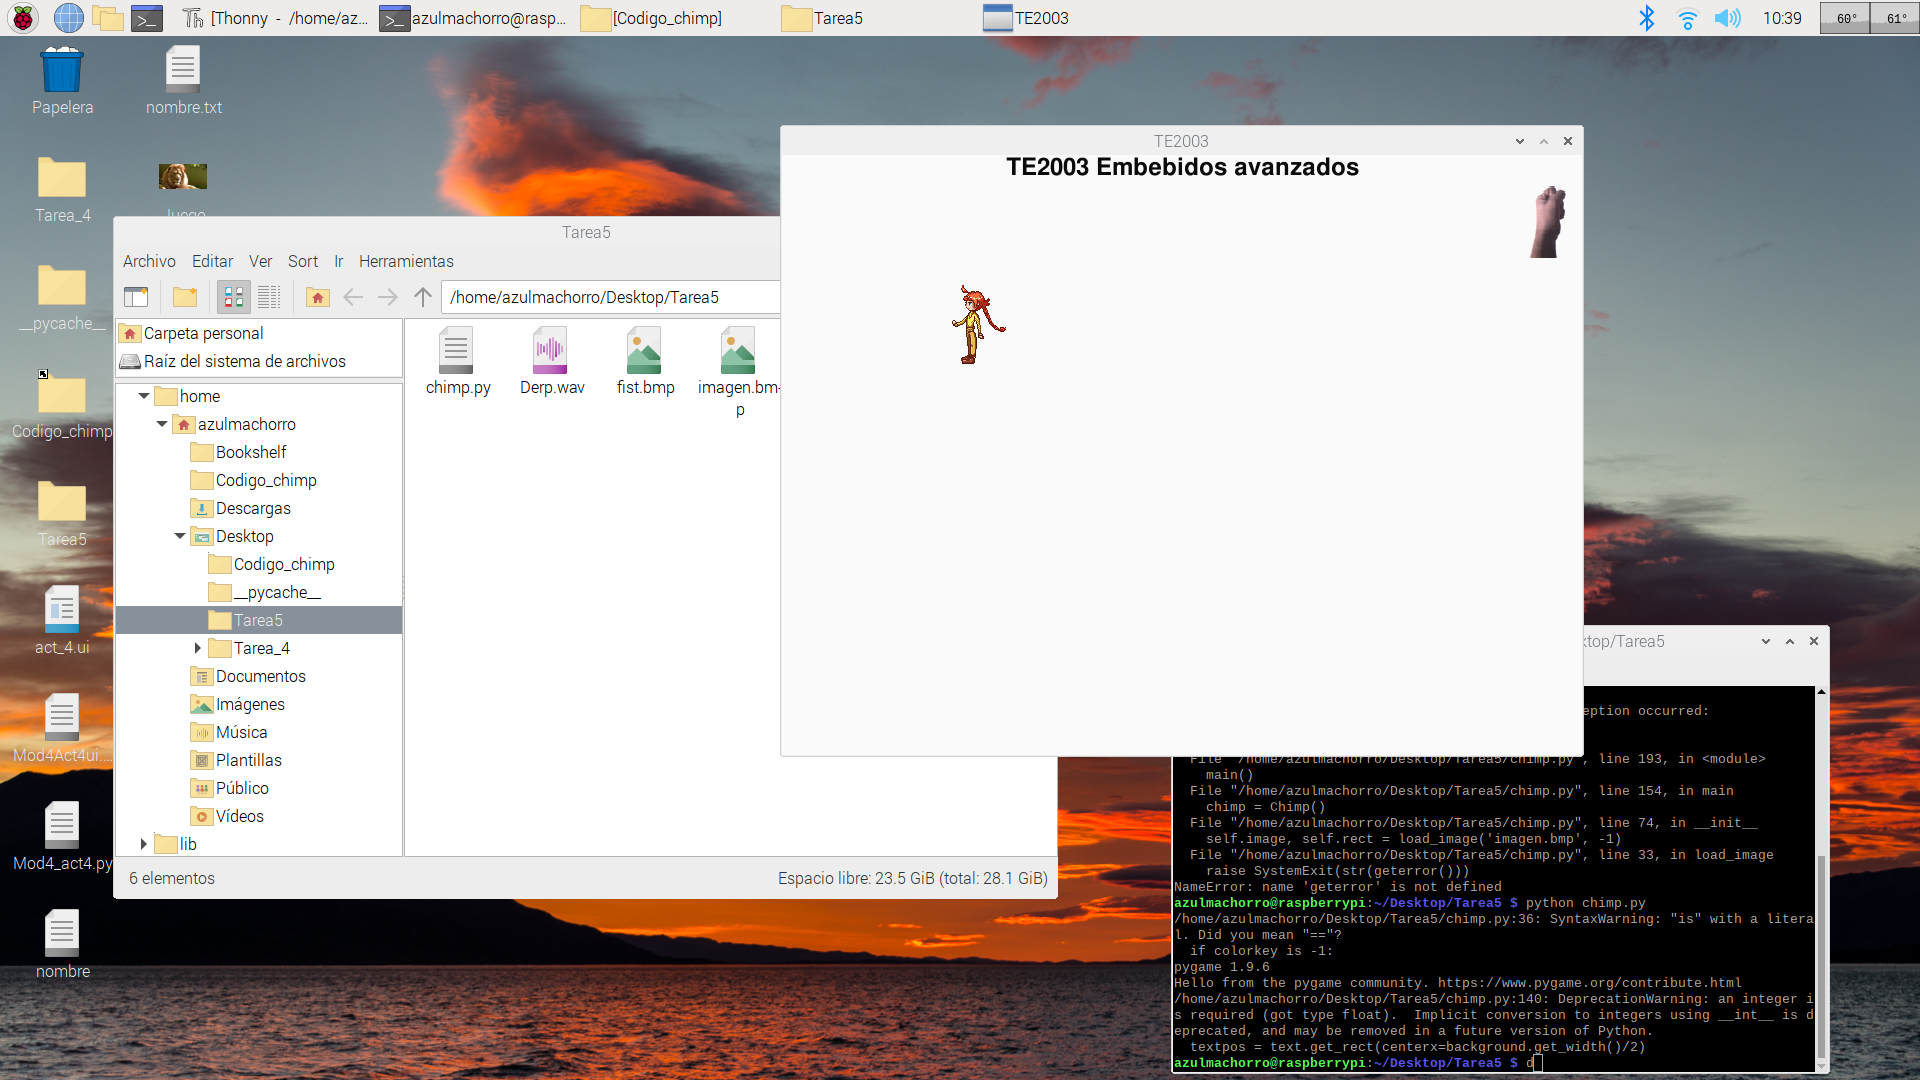 [Thonny - /home/az... azulmachorro@rasp... [Codigo_chimp] Tarea5 TE2003 10:39 60° 61°
Papelera
nombre.txt
Tarea_4
luego
__pycache__
Codigo_chimp
Tarea5
act_4.ui
Mod4Act4ui....
Mod4_act4.py
nombre
Tarea5
Archivo Editar Ver Sort Ir Herramientas
/home/azulmachorro/Desktop/Tarea5
Carpeta personal
Raíz del sistema de archivos
home
azulmachorro
Bookshelf
Codigo_chimp
Descargas
Desktop
Codigo_chimp
__pycache__
Tarea5
Tarea_4
Documentos
Imágenes
Música
Plantillas
Público
Vídeos
lib
chimp.py Derp.wav fist.bmp imagen.bm-
p
6 elementos Espacio libre: 23.5 GiB (total: 28.1 GiB)
TE2003
TE2003 Embebidos avanzados
ktop/Tarea5
eption occurred:
File "/home/azulmachorro/Desktop/Tarea5/chimp.py", line 193, in <module>
main()
File "/home/azulmachorro/Desktop/Tarea5/chimp.py", line 154, in main
chimp = Chimp()
File "/home/azulmachorro/Desktop/Tarea5/chimp.py", line 74, in __init__
self.image, self.rect = load_image('imagen.bmp', -1)
File "/home/azulmachorro/Desktop/Tarea5/chimp.py", line 33, in load_image
raise SystemExit(str(geterror()))
NameError: name 'geterror' is not defined
azulmachorro@raspberrypi:~/Desktop/Tarea5 $ python chimp.py
/home/azulmachorro/Desktop/Tarea5/chimp.py:36: SyntaxWarning: "is" with a litera
l. Did you mean "=="?
if colorkey is -1:
pygame 1.9.6
Hello from the pygame community. https://www.pygame.org/contribute.html
/home/azulmachorro/Desktop/Tarea5/chimp.py:140: DeprecationWarning: an integer i
s required (got type float).  Implicit conversion to integers using __int__ is d
eprecated, and may be removed in a future version of Python.
textpos = text.get_rect(centerx=background.get_width()/2)
azulmachorro@raspberrypi:~/Desktop/Tarea5 $ d